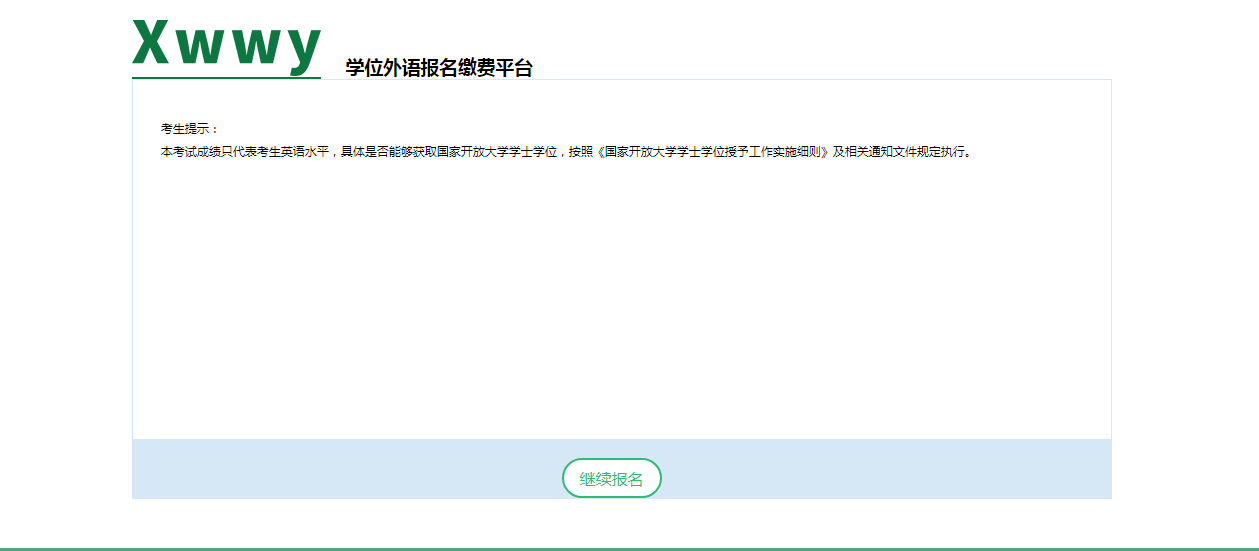 Xwwy
学位外语报名缴费平台
考生提示：
本考试成绩只代表考生英语水平，具体是否能够获取国家开放大学学士学位，按照《国家开放大学学士学位授予工作实施细则》及相关通知文件规定执行。
继续报名